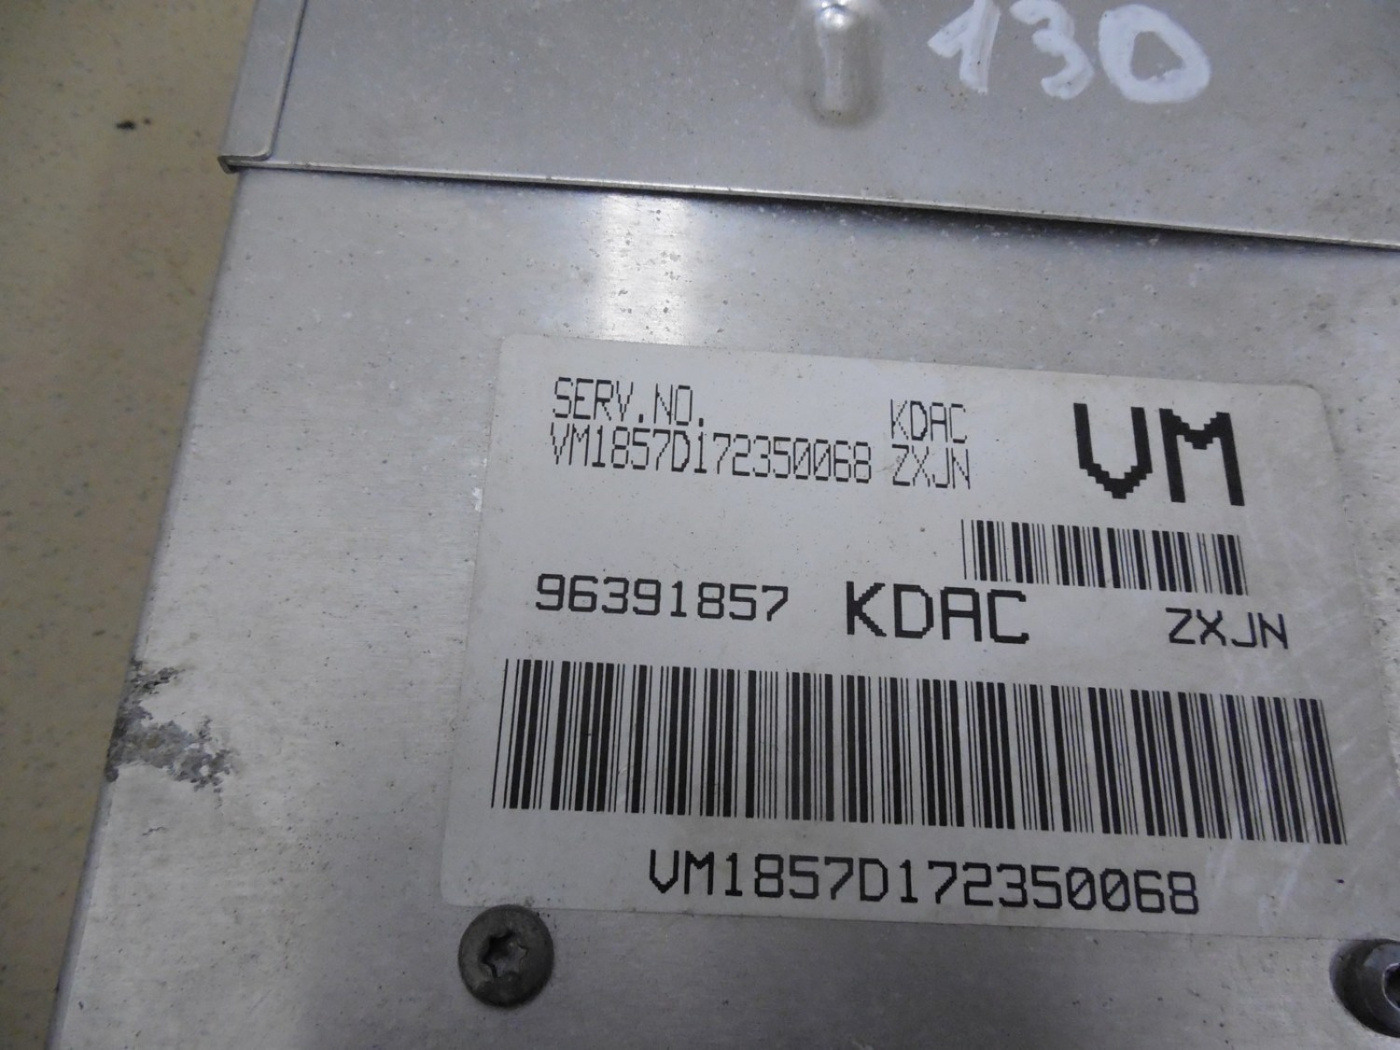 130
SERV.NO. KDAC
VM1857D172350068 ZXJN
VM
96391857 KDAC ZXJN
VM1857D172350068